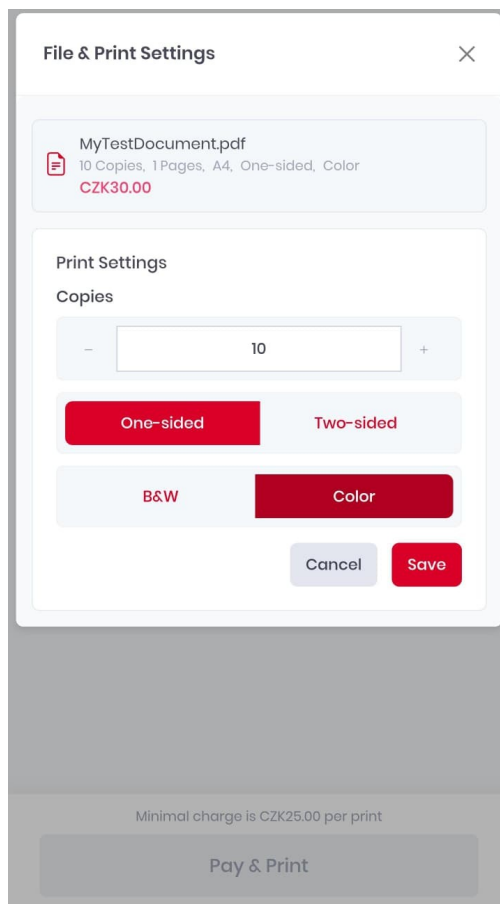 File & Print Settings
MyTestDocument.pdf
10 Copies, 1 Pages, A4, One-sided, Color
CZK30.00
Print Settings
Copies
− 10 +
One-sided Two-sided
B&W Color
Cancel Save
Minimal charge is CZK25.00 per print
Pay & Print